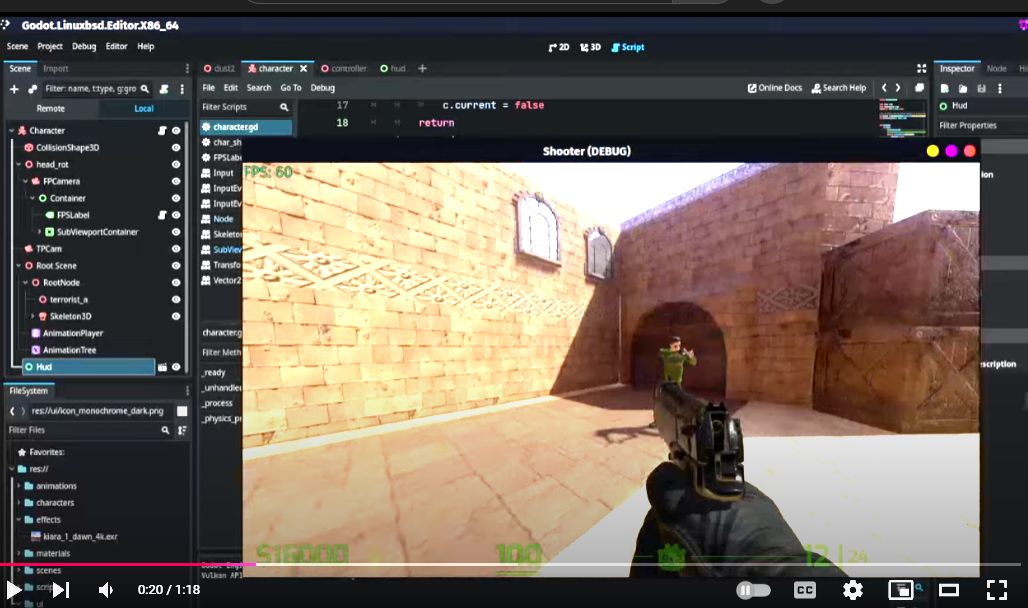 Godot.Linuxbsd.Editor.X86_64
Scene Project Debug Editor Help
2D 3D Script
Scene Import
dust2 character controller hud
Inspector Node
Filter: name, t:type, g:gro
File Edit Search Go To Debug
Online Docs Search Help
Remote Local
Filter Scripts
17 c.current = false
18 return
Hud
Filter Properties
Character
CollisionShape3D
head_rot
FPCamera
Container
FPSLabel
SubViewportContainer
TPCam
Root Scene
RootNode
terrorist_a
Skeleton3D
AnimationPlayer
AnimationTree
Hud
character.gd
char_sh
FPSLabe
Input
InputEv
InputEv
Node
Skeleto
SubView
Transfo
Vector2
character.g
Filter Meth
_ready
_unhandled
_process
_physics_pr
Shooter (DEBUG)
FPS: 60
$16000 100 12|24
ion
scription
FileSystem
res://ui/icon_monochrome_dark.png
Filter Files
Favorites:
res://
animations
characters
effects
kiara_1_dawn_4k.exr
materials
scenes
ui
Vulkan API
0:20 / 1:18
CC